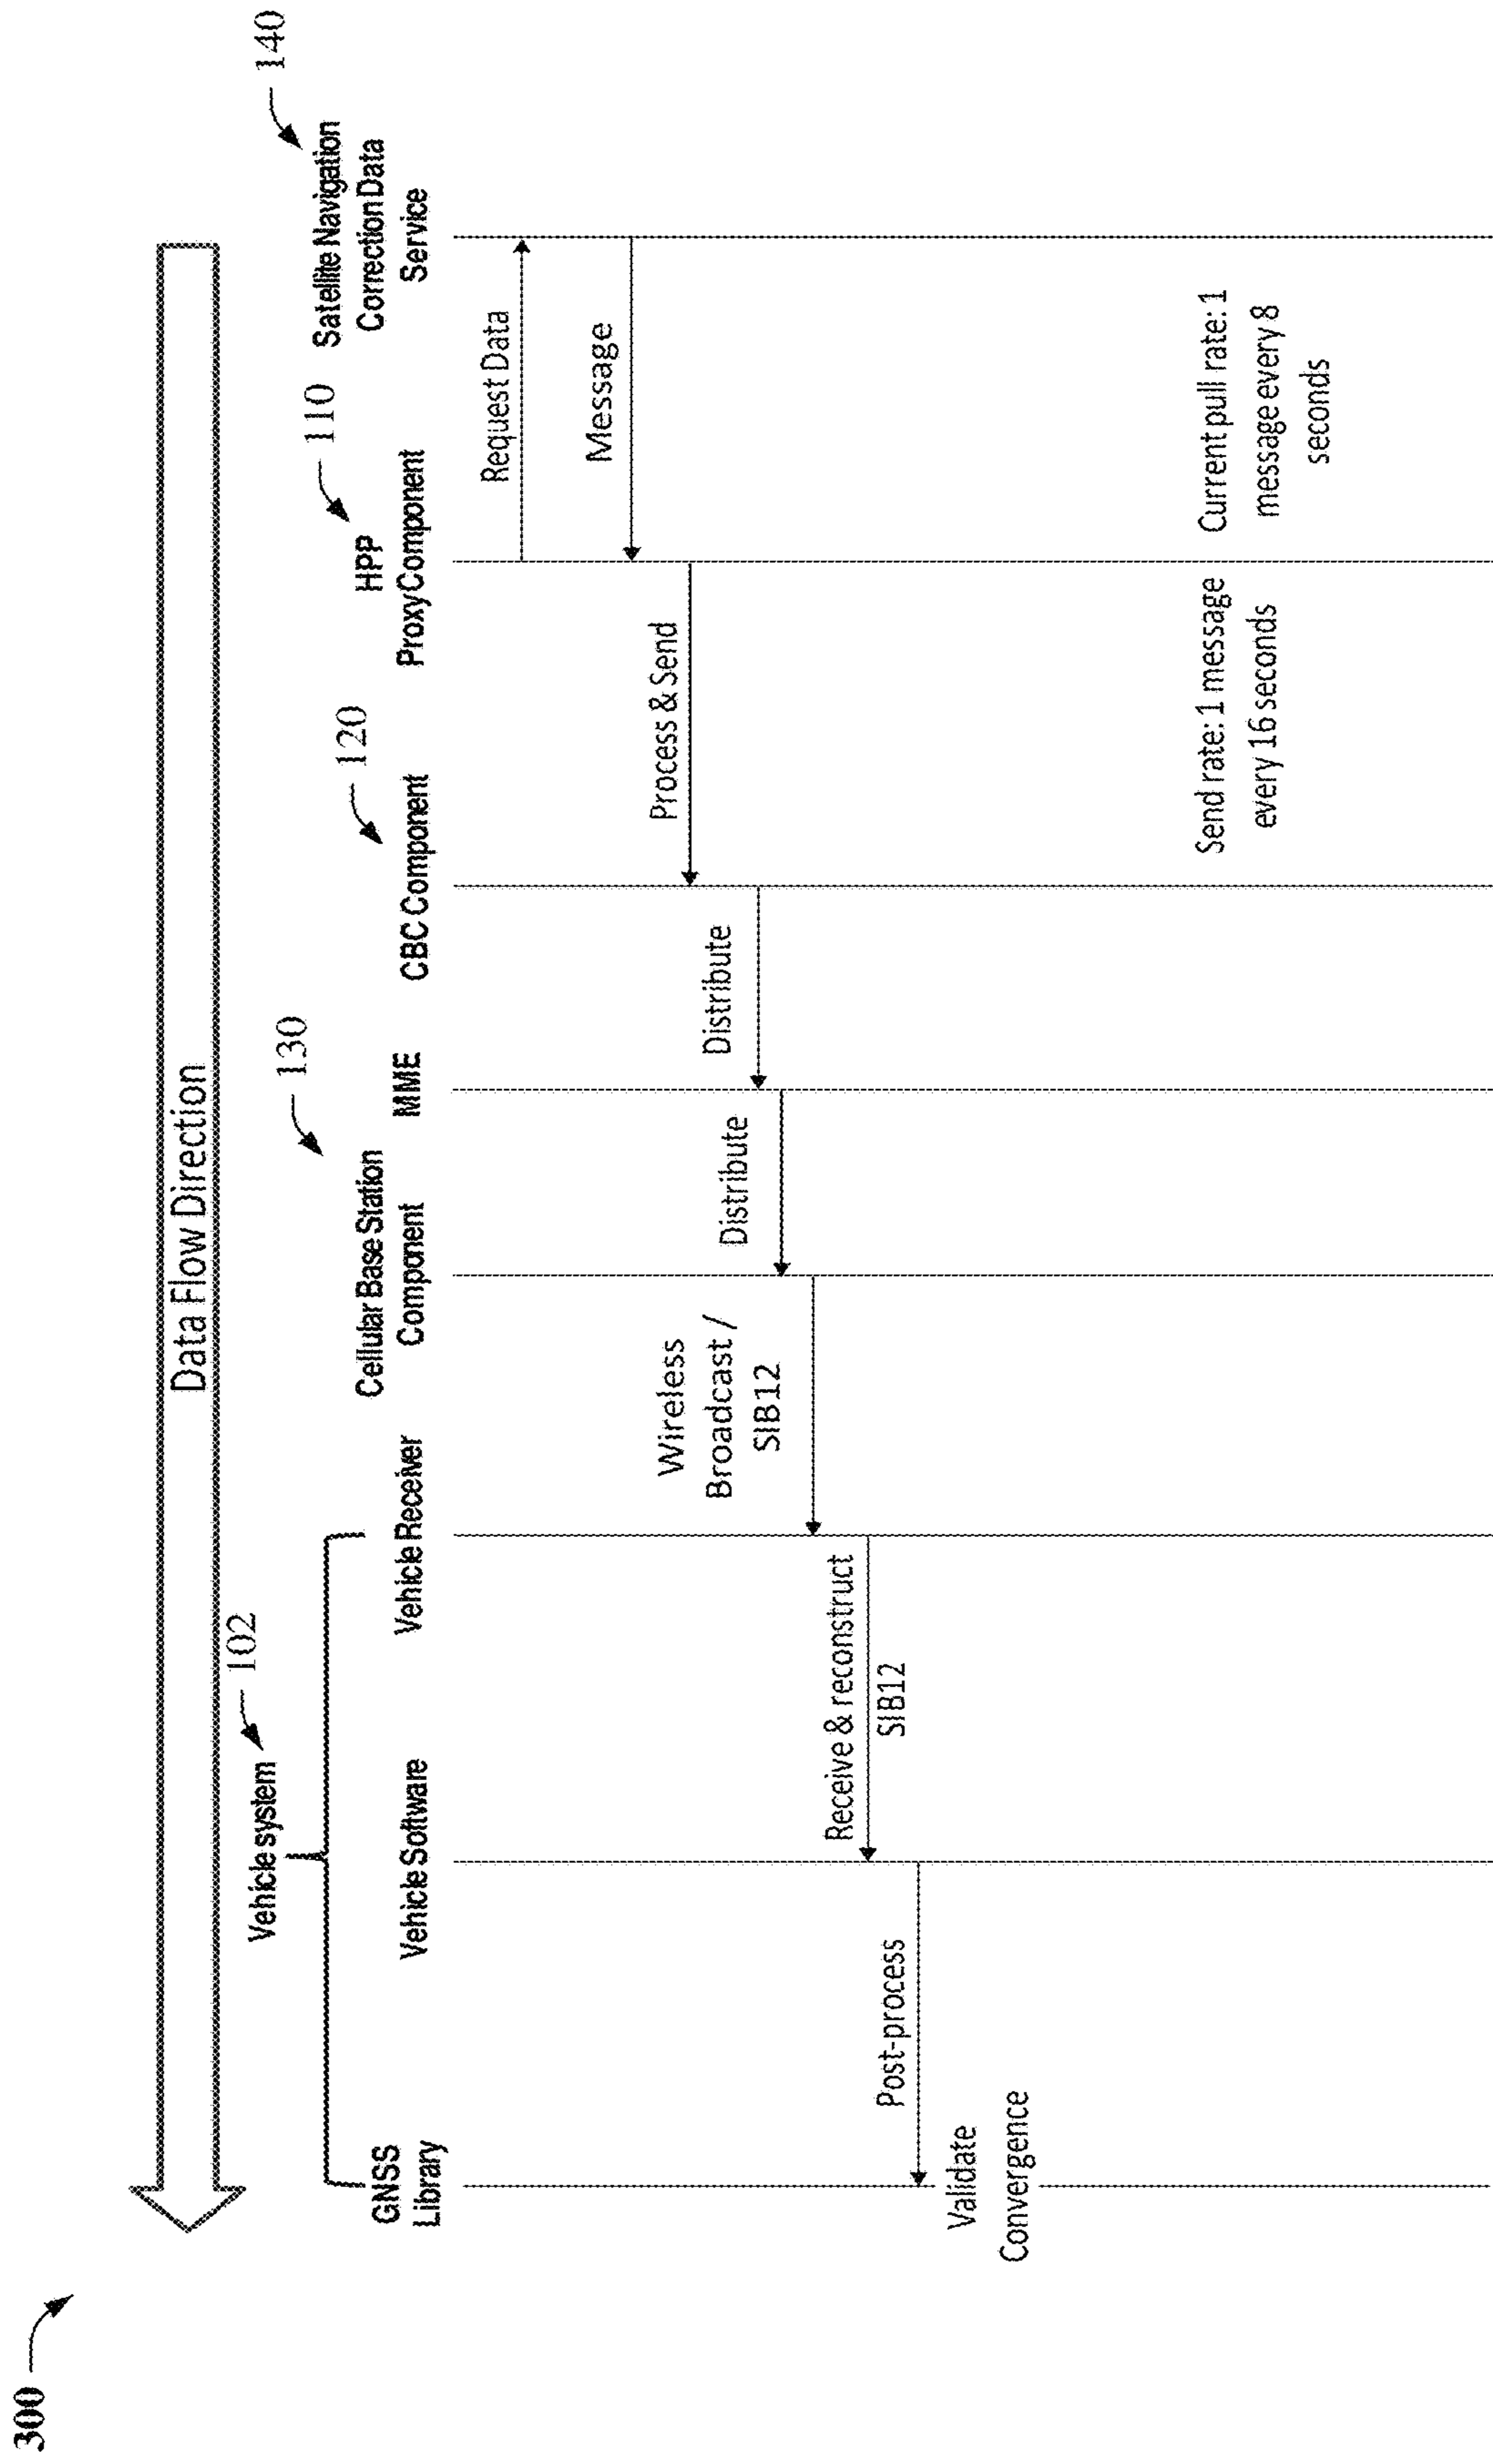 300
Data Flow Direction
Vehicle system
102
130
120
110
140
GNSS
Library
Vehicle Software
Vehicle Receiver
Cellular Base Station
Component
MME
CBC Component
HPP
Proxy Component
Satellite Navigation
Correction Data
Service
Request Data
Message
Process & Send
Distribute
Distribute
Wireless
Broadcast /
SIB12
Receive & reconstruct
SIB12
Post-process
Validate
Convergence
Send rate: 1 message
every 16 seconds
Current pull rate: 1
message every 8
seconds